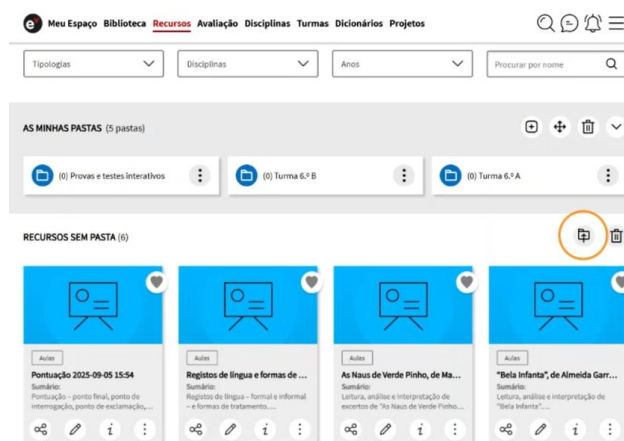 e
Meu Espaço Biblioteca Recursos Avaliação Disciplinas Turmas Dicionários Projetos
Tipologias Disciplinas Anos Procurar por nome
AS MINHAS PASTAS (5 pastas)
(0) Provas e testes interativos (0) Turma 6.º B (0) Turma 6.º A
RECURSOS SEM PASTA (6)
Aulas Aulas Aulas Aulas
Pontuação 2025-09-05 15:54 Registos de língua e formas de ... As Naus de Verde Pinho, de Ma... "Bela Infanta", de Almeida Garr...
Sumário: Sumário: Sumário: Sumário:
Pontuação – ponto final, ponto de Registos de língua – formal e informal Leitura, análise e interpretação de Leitura, análise e interpretação de
interrogação, ponto de exclamação,... – e formas de tratamento.... excertos de "As Naus de Verde Pinho... "Bela Infanta"....